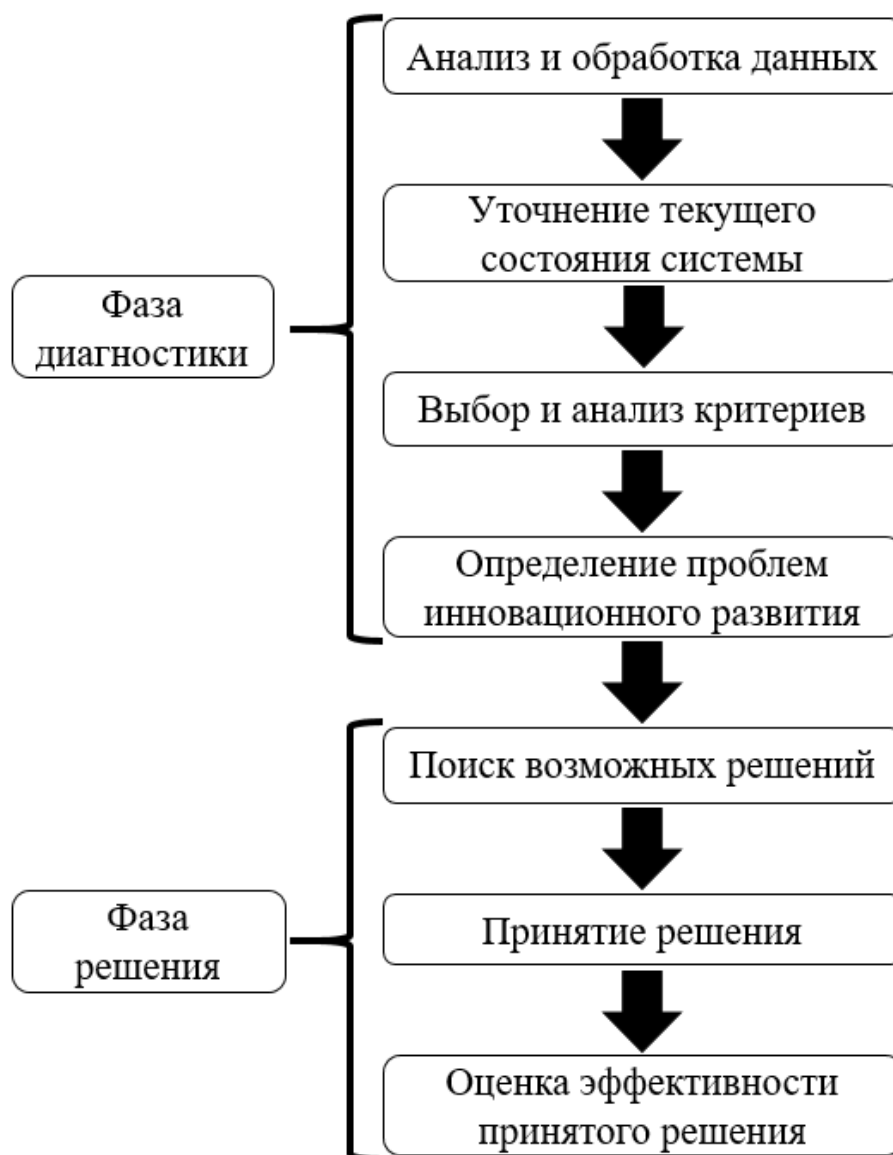 Анализ и обработка данных
Уточнение текущего
состояния системы
Фаза
диагностики
Выбор и анализ критериев
Определение проблем
инновационного развития
Поиск возможных решений
Фаза
решения
Принятие решения
Оценка эффективности
принятого решения